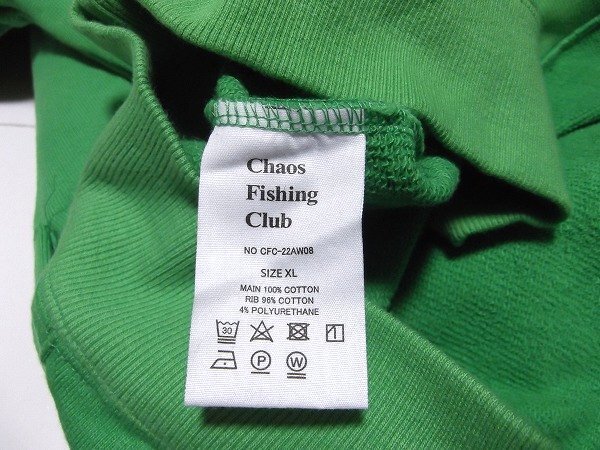 Chaos
Fishing
Club
NO CFC-22AW08
SIZE XL
MAIN 100% COTTON
RIB 96% COTTON
4% POLYURETHANE
30
P W